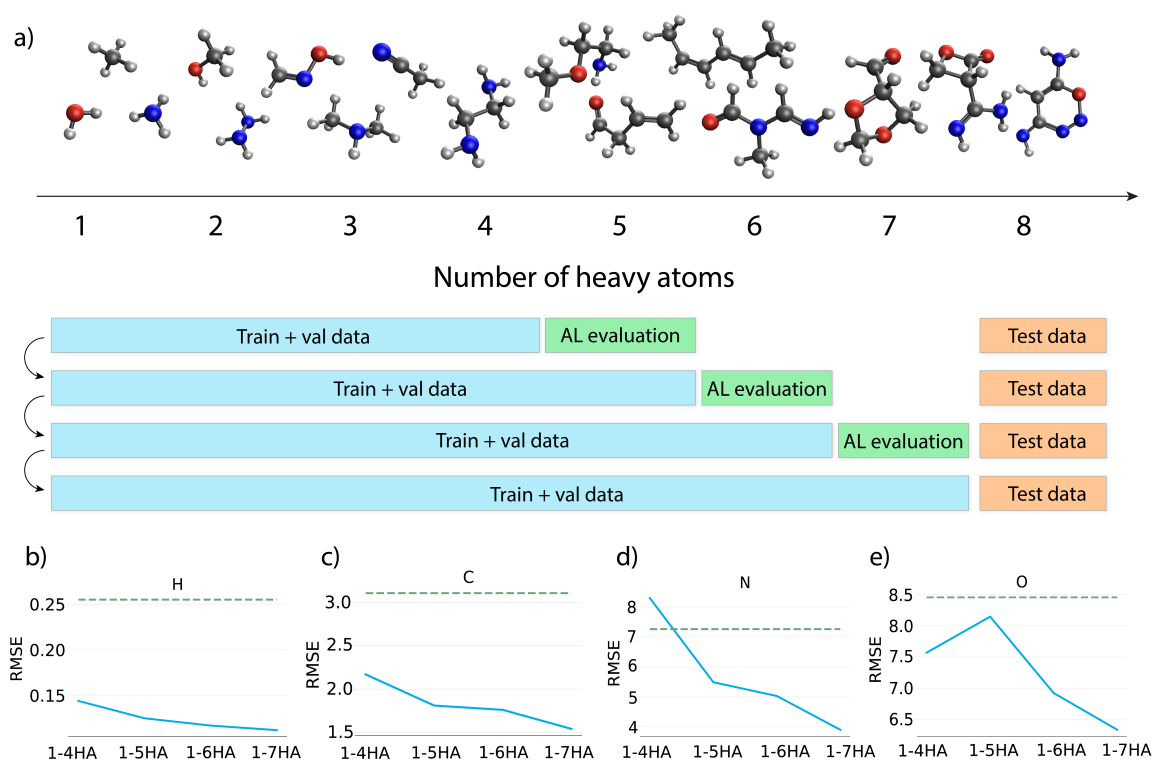 a)
1 2 3 4 5 6 7 8
Number of heavy atoms
Train + val data AL evaluation Test data
Train + val data AL evaluation Test data
Train + val data AL evaluation Test data
Train + val data Test data
b)
H
RMSE
0.25
0.20
0.15
1-4HA 1-5HA 1-6HA 1-7HA
c)
C
RMSE
3.0
2.5
2.0
1.5
1-4HA 1-5HA 1-6HA 1-7HA
d)
N
RMSE
8
7
6
5
4
1-4HA 1-5HA 1-6HA 1-7HA
e)
O
RMSE
8.5
8.0
7.5
7.0
6.5
1-4HA 1-5HA 1-6HA 1-7HA